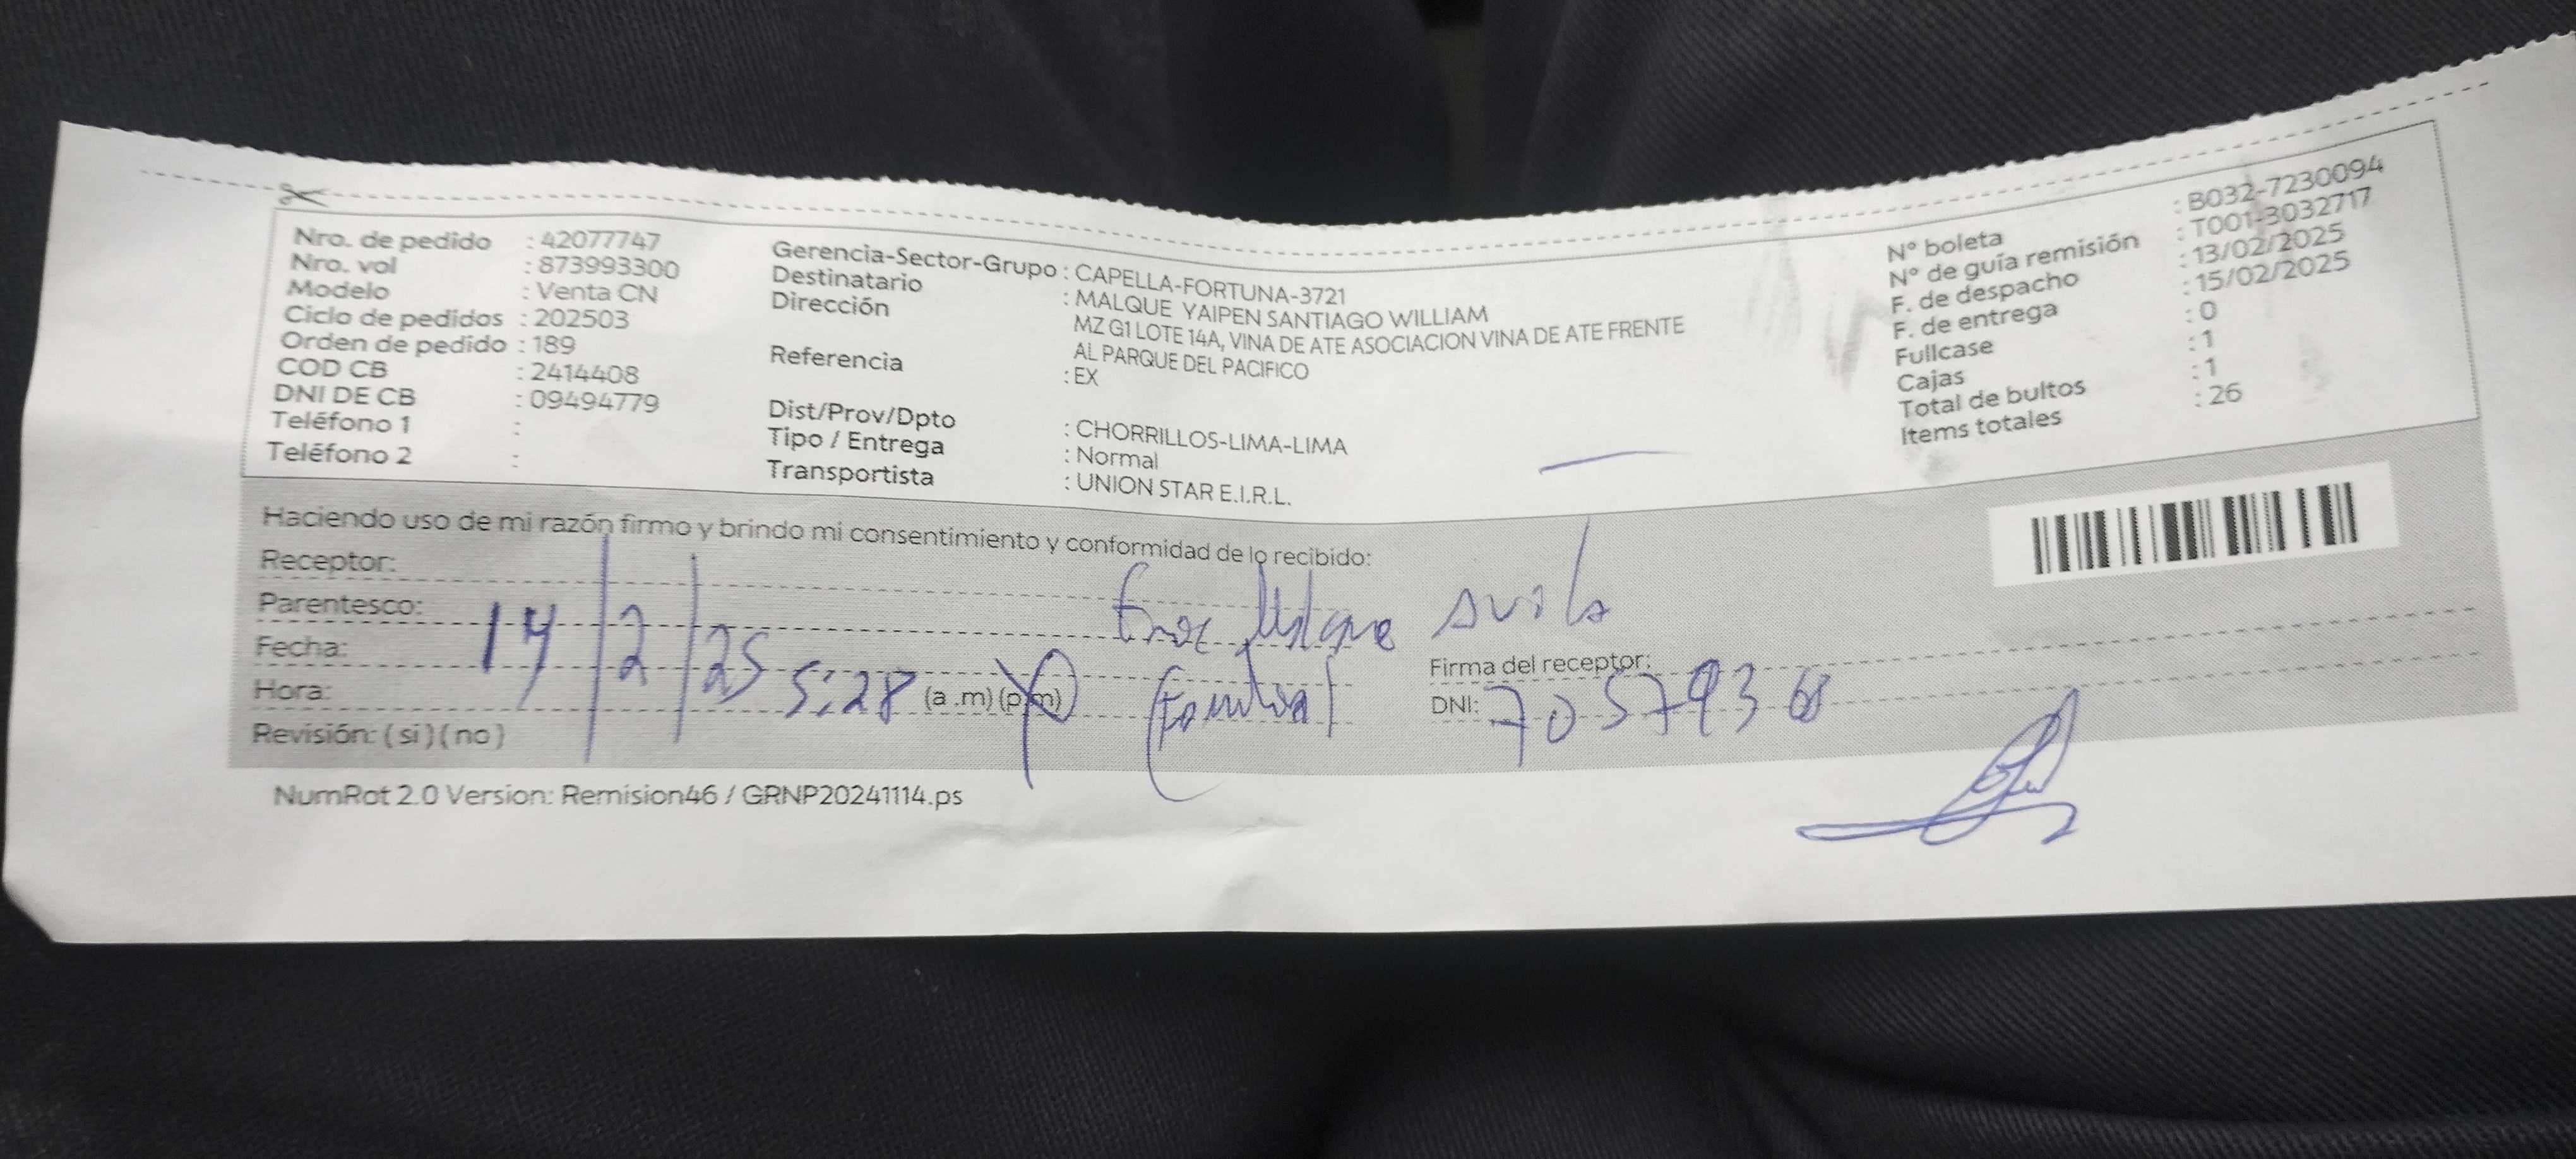 Nro. de pedido : 42077747
Nro. vol : 873993300
Modelo : Venta CN
Ciclo de pedidos : 202503
Orden de pedido : 189
COD CB : 2414408
DNI DE CB : 09494779
Teléfono 1 :
Teléfono 2 :
Gerencia-Sector-Grupo : CAPELLA-FORTUNA-3721
Destinatario : MALQUE YAIPEN SANTIAGO WILLIAM
Dirección MZ G1 LOTE 14A, VINA DE ATE ASOCIACION VINA DE ATE FRENTE
AL PARQUE DEL PACIFICO
Referencia : EX
Dist/Prov/Dpto : CHORRILLOS-LIMA-LIMA
Tipo / Entrega : Normal
Transportista : UNION STAR E.I.R.L.
N° boleta : B032-7230094
N° de guía remisión : T001-3032717
F. de despacho : 13/02/2025
F. de entrega : 15/02/2025
Fullcase : 0
Cajas : 1
Total de bultos : 1
Items totales : 26
Haciendo uso de mi razón firmo y brindo mi consentimiento y conformidad de lo recibido:
Receptor:
Parentesco:
Malque Avila
Fecha: 14/2/25
Hora: 5:28 (a.m) (p.m)
Familiar
Firma del receptor:
DNI: 705793
Revisión: (si) (no)
NumRot 2.0 Version: Remision46 / GRNP20241114.ps